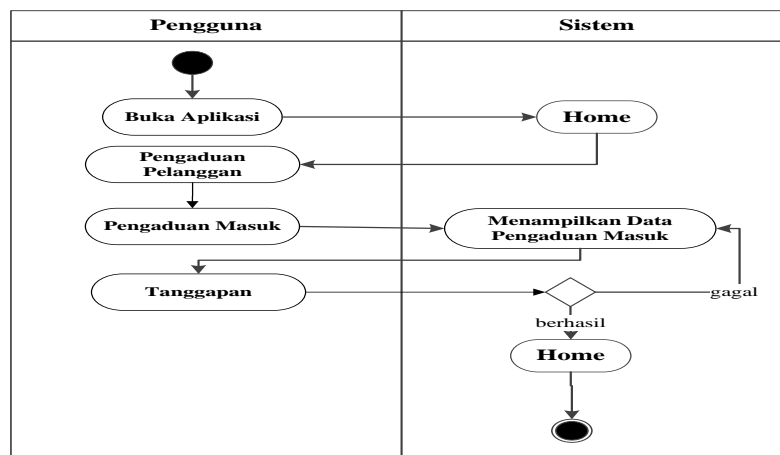 Pengguna
Sistem
Buka Aplikasi
Home
Pengaduan
Pelanggan
Pengaduan Masuk
Menampilkan Data
Pengaduan Masuk
Tanggapan
gagal
berhasil
Home